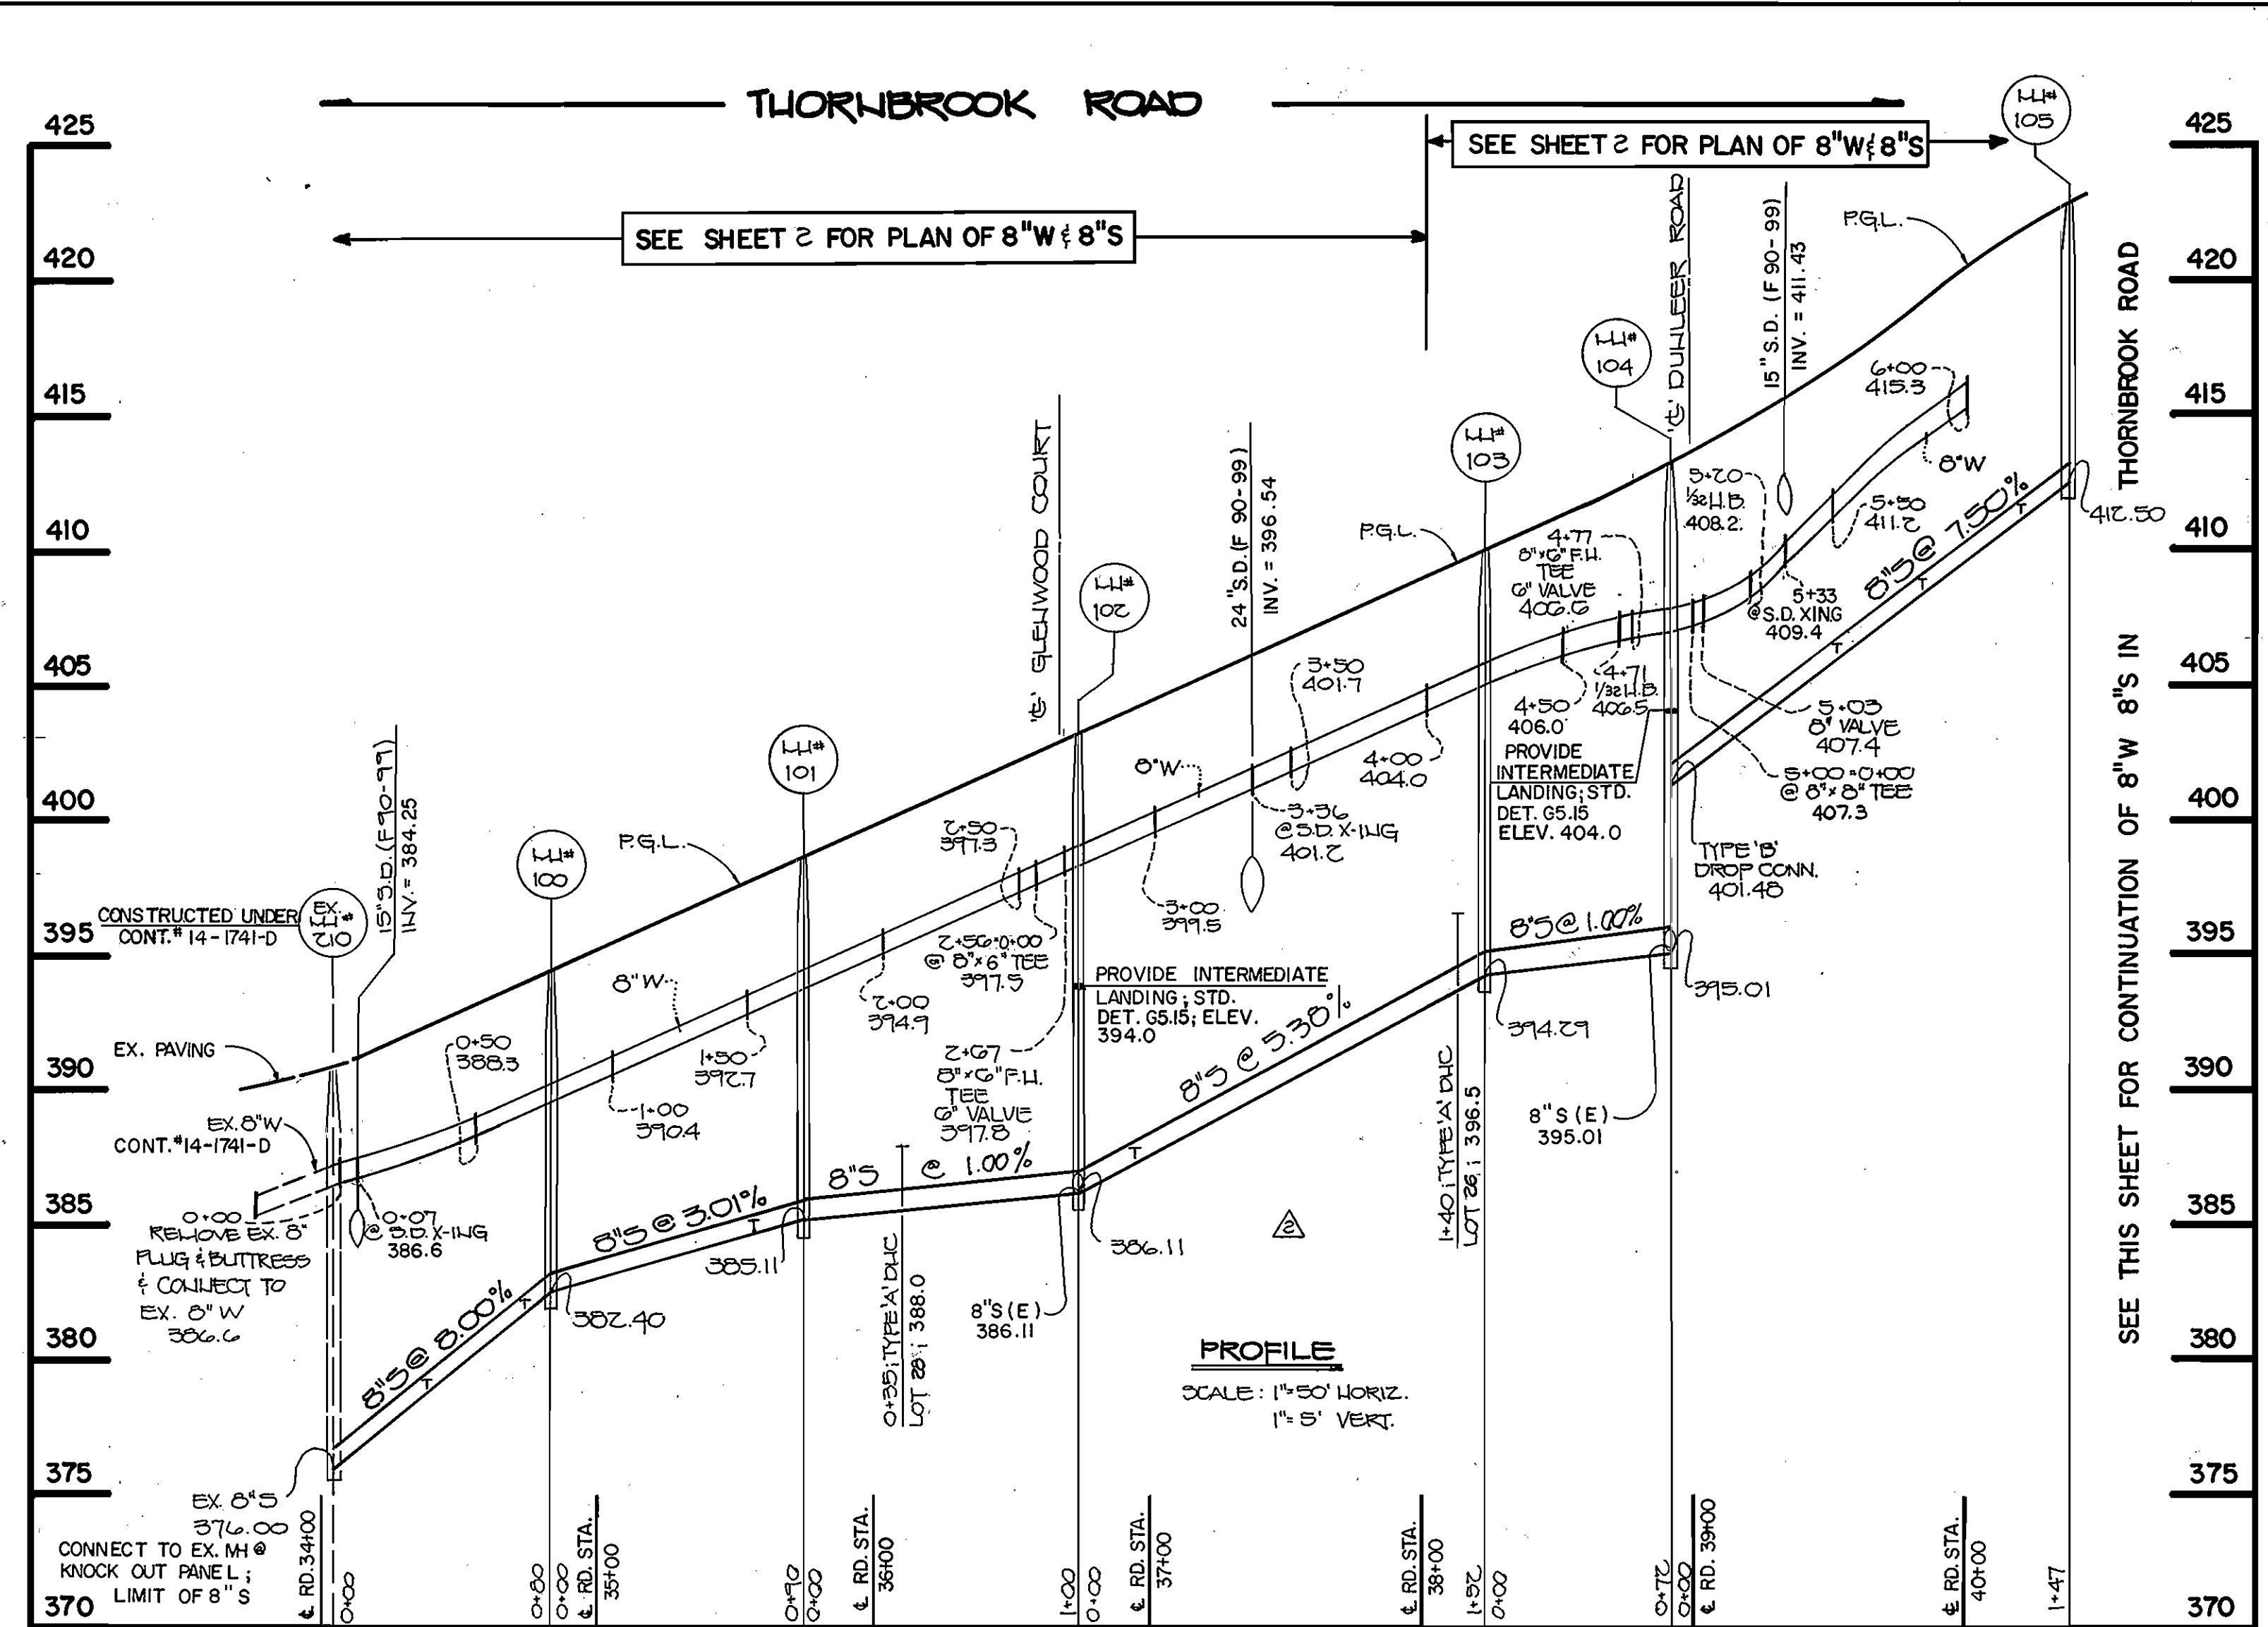 THORNBROOK ROAD
MH# 105
425
425
SEE SHEET 2 FOR PLAN OF 8"W & 8"S
SEE SHEET 2 FOR PLAN OF 8"W & 8"S
P.G.L.
420
420
℄ DUNLEER ROAD
15" S.D. (F 90-99)
INV. = 411.43
MH# 104
6+00
415.3
415
415
8"W
℄ GLENWOOD COURT
24" S.D. (F 90-99)
INV. = 396.54
MH# 103
P.G.L.
5+20
1/32 H.B.
408.2
5+50
411.2
8"S @ 7.50%
T
T
T
412.50
410
410
4+77
8"x6" F.H.
TEE
6" VALVE
406.6
5+33
@ S.D. XING
409.4
MH# 102
405
405
3+50
401.7
4+71
1/32 H.B.
406.5
4+50
406.0
5+03
8" VALVE
407.4
4+00
404.0
PROVIDE
INTERMEDIATE
LANDING; STD.
DET. G5.15
ELEV. 404.0
5+00=0+00
@ 8"x8" TEE
407.3
15" S.D. (F90-99)
INV. = 384.25
MH# 101
8"W
400
400
3+36
@ S.D. X-ING
401.2
TYPE 'B'
DROP CONN.
401.48
P.G.L.
MH# 100
2+50
397.3
3+00
399.5
CONSTRUCTED UNDER
CONT.# 14-1741-D
EX. MH# 210
395
395
8"S @ 1.00%
2+56=0+00
@ 8"x6" TEE
397.5
PROVIDE INTERMEDIATE
LANDING; STD.
DET. G5.15; ELEV.
394.0
395.01
8"W
2+00
394.9
394.29
EX. PAVING
0+50
388.3
1+50
392.7
2+67
8"x6" F.H.
TEE
6" VALVE
397.8
8"S @ 5.38%
T
390
390
1+00
390.4
EX. 8"W
CONT.#14-1741-D
8"S (E)
395.01
1+40; TYPE 'A' DHC
LOT 26; 396.5
8"S @ 1.00%
385
385
0+00
REMOVE EX. 8"
PLUG & BUTTRESS
& CONNECT TO
EX. 8" W
386.6
0+07
@ S.D. X-ING
386.6
8"S @ 3.01%
T
385.11
386.11
2
0+35; TYPE 'A' DHC
LOT 28; 388.0
8"S (E)
386.11
8"S @ 8.00%
T
T
382.40
380
380
PROFILE
SCALE: 1"=50' HORIZ.
1"= 5' VERT.
375
375
EX. 8"S
376.00
CONNECT TO EX. MH @
KNOCK OUT PANEL;
LIMIT OF 8" S
370
370
℄ RD. 34+00
0+00
0+80
0+00
℄ RD. STA.
35+00
0+90
0+00
℄ RD. STA.
36+00
1+00
0+00
℄ RD. STA.
37+00
℄ RD. STA.
38+00
1+52
0+00
0+72
0+00
℄ RD. 39+00
℄ RD. STA.
40+00
1+47
SEE THIS SHEET FOR CONTINUATION OF 8"W 8"S IN THORNBROOK ROAD